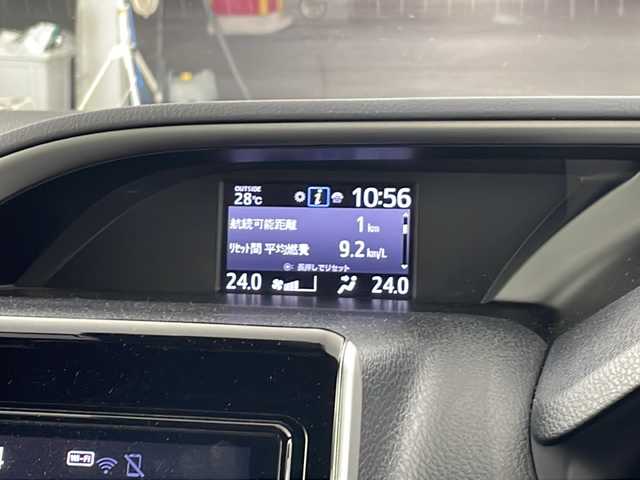 OUTSIDE
28℃ i 10:56
航続可能距離 1 km
リセット間 平均燃費 9.2 km/L
: 長押しでリセット
24.0 24.0
Wi-Fi